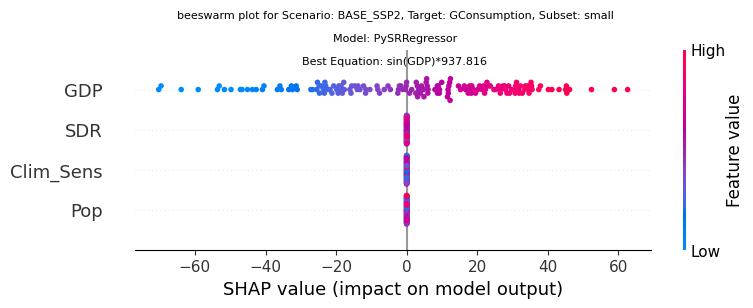 beeswarm plot for Scenario: BASE_SSP2, Target: GConsumption, Subset: small
Model: PySRRegressor
Best Equation: sin(GDP)*937.816
High
GDP
SDR
Clim_Sens
Pop
Feature value
Low
−60 −40 −20 0 20 40 60
SHAP value (impact on model output)